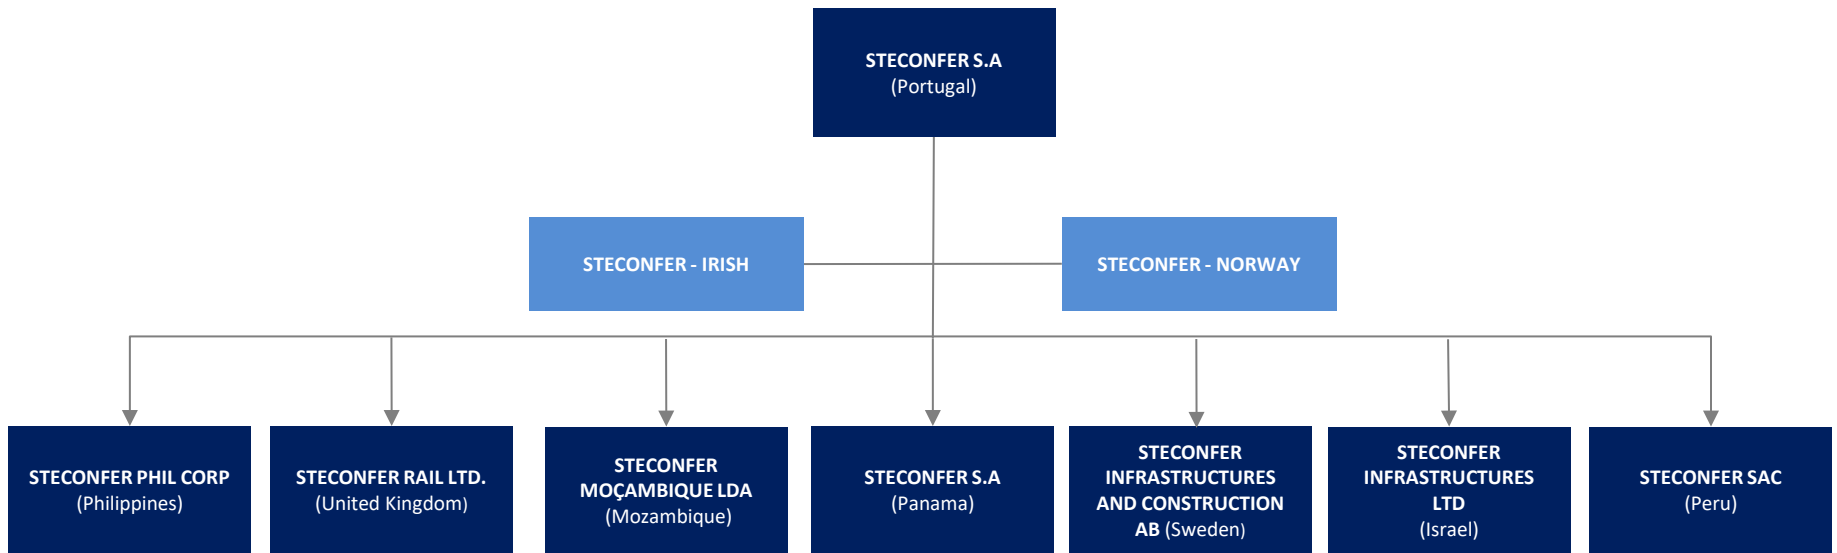 STECONFER S.A
(Portugal)
STECONFER - IRISH
STECONFER - NORWAY
STECONFER PHIL CORP
(Philippines)
STECONFER RAIL LTD.
(United Kingdom)
STECONFER
MOÇAMBIQUE LDA
(Mozambique)
STECONFER S.A
(Panama)
STECONFER
INFRASTRUCTURES
AND CONSTRUCTION
AB (Sweden)
STECONFER
INFRASTRUCTURES
LTD
(Israel)
STECONFER SAC
(Peru)